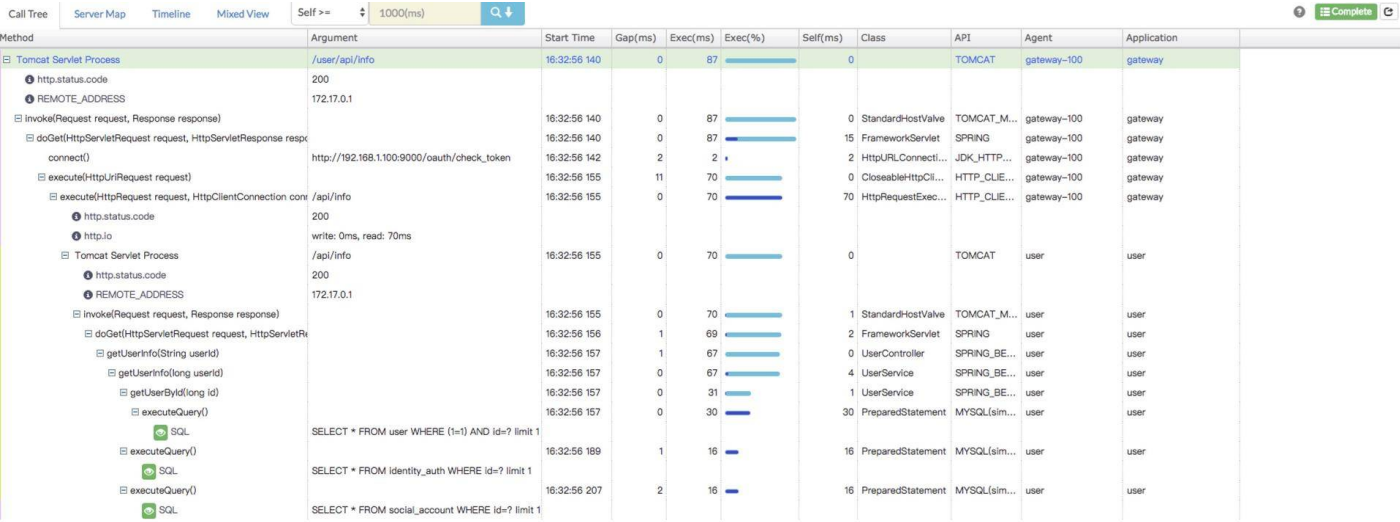 Call Tree Server Map Timeline Mixed View Self >= 1000(ms) Complete
Method Argument Start Time Gap(ms) Exec(ms) Exec(%) Self(ms) Class API Agent Application
Tomcat Servlet Process /user/api/info 16:32:56 140 0 87 0 TOMCAT gateway-100 gateway
http.status.code 200
REMOTE_ADDRESS 172.17.0.1
invoke(Request request, Response response) 16:32:56 140 0 87 0 StandardHostValve TOMCAT_M... gateway-100 gateway
doGet(HttpServletRequest request, HttpServletResponse respo 16:32:56 140 0 87 15 FrameworkServlet SPRING gateway-100 gateway
connect() http://192.168.1.100:9000/oauth/check_token 16:32:56 142 2 2 2 HttpURLConnecti... JDK_HTTP... gateway-100 gateway
execute(HttpUriRequest request) 16:32:56 155 11 70 0 CloseableHttpCli... HTTP_CLIE... gateway-100 gateway
execute(HttpRequest request, HttpClientConnection conn /api/info 16:32:56 155 0 70 70 HttpRequestExec... HTTP_CLIE... gateway-100 gateway
http.status.code 200
http.io write: 0ms, read: 70ms
Tomcat Servlet Process /api/info 16:32:56 155 0 70 0 TOMCAT user user
http.status.code 200
REMOTE_ADDRESS 172.17.0.1
invoke(Request request, Response response) 16:32:56 155 0 70 1 StandardHostValve TOMCAT_M... user user
doGet(HttpServletRequest request, HttpServletRe 16:32:56 156 1 69 2 FrameworkServlet SPRING user user
getUserInfo(String userId) 16:32:56 157 1 67 0 UserController SPRING_BE... user user
getUserInfo(long userId) 16:32:56 157 0 67 4 UserService SPRING_BE... user user
getUserById(long id) 16:32:56 157 0 31 1 UserService SPRING_BE... user user
executeQuery() 16:32:56 157 0 30 30 PreparedStatement MYSQL(sim... user user
SQL SELECT * FROM user WHERE (1=1) AND id=? limit 1
executeQuery() 16:32:56 189 1 16 16 PreparedStatement MYSQL(sim... user user
SQL SELECT * FROM identity_auth WHERE id=? limit 1
executeQuery() 16:32:56 207 2 16 16 PreparedStatement MYSQL(sim... user user
SQL SELECT * FROM social_account WHERE id=? limit 1